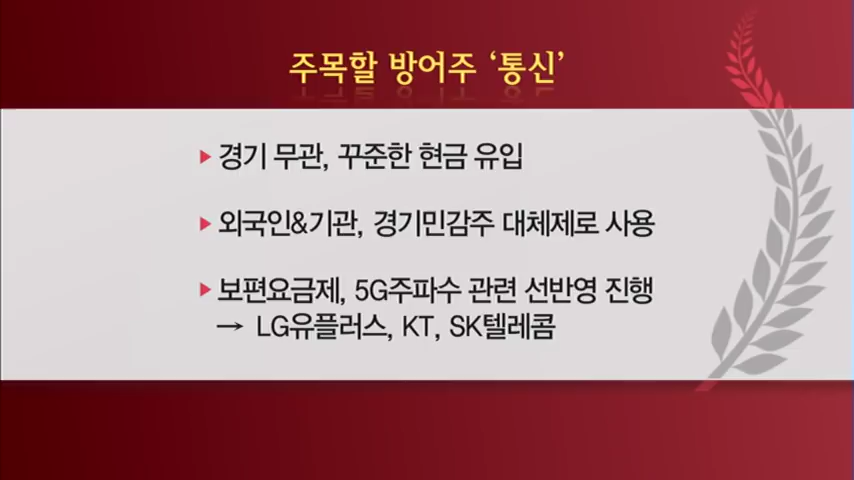 주목할 방어주 ‘통신’
▶ 경기 무관, 꾸준한 현금 유입
▶ 외국인&기관, 경기민감주 대체제로 사용
▶ 보편요금제, 5G주파수 관련 선반영 진행
→ LG유플러스, KT, SK텔레콤